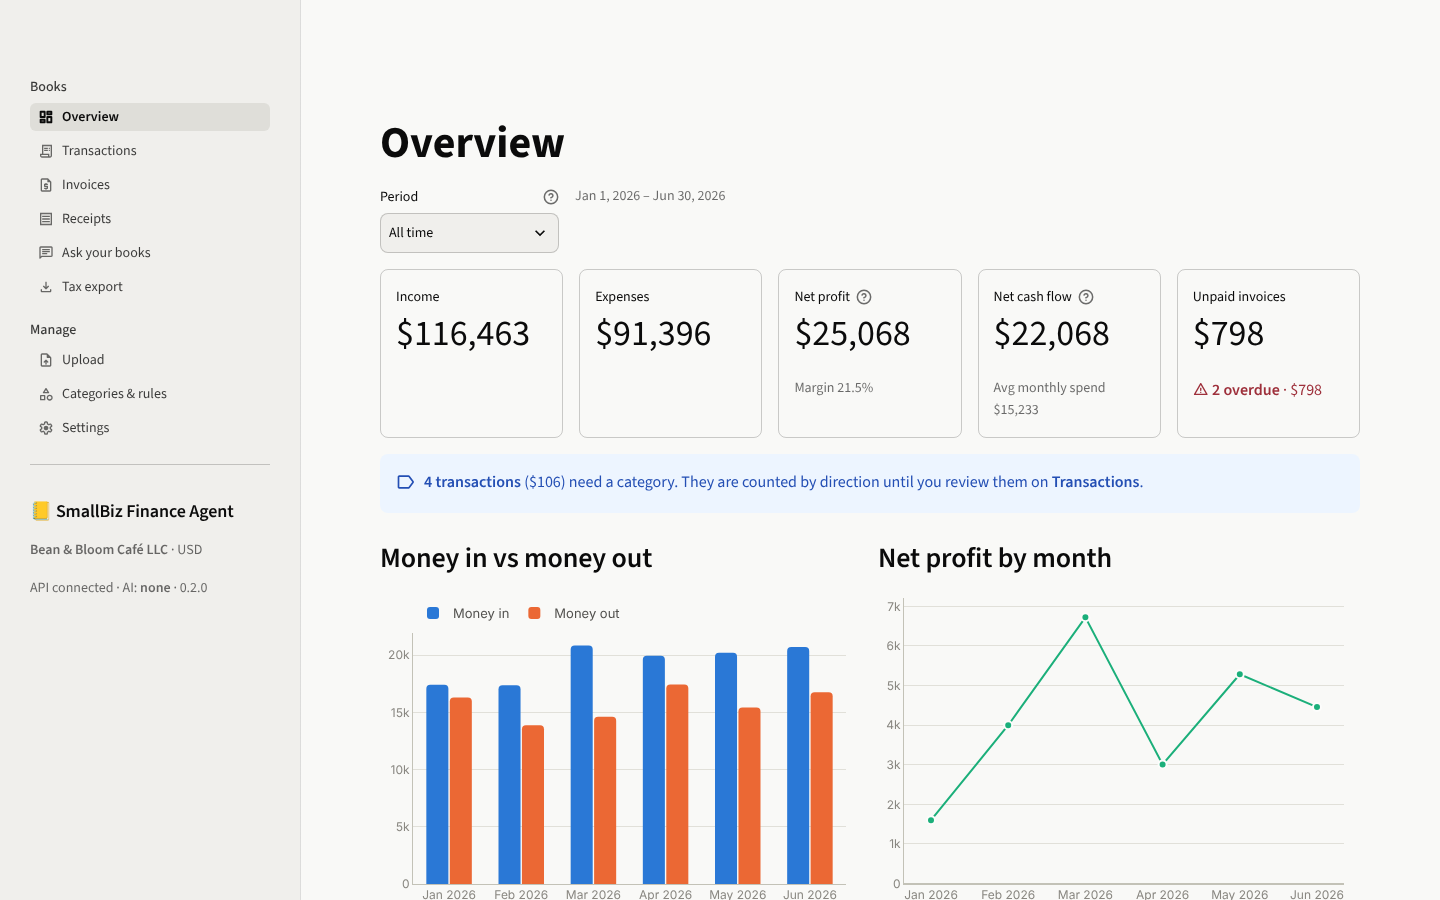 Books
Overview
Transactions
Invoices
Receipts
Ask your books
Tax export
Manage
Upload
Categories & rules
Settings
SmallBiz Finance Agent
Bean & Bloom Café LLC · USD
API connected · AI: none · 0.2.0
Overview
Period
Jan 1, 2026 – Jun 30, 2026
All time
Income
$116,463
Expenses
$91,396
Net profit
$25,068
Margin 21.5%
Net cash flow
$22,068
Avg monthly spend
$15,233
Unpaid invoices
$798
2 overdue · $798
4 transactions ($106) need a category. They are counted by direction until you review them on Transactions.
Money in vs money out
Money in
Money out
20k
15k
10k
5k
0
Jan 2026 Feb 2026 Mar 2026 Apr 2026 May 2026 Jun 2026
Net profit by month
7k
6k
5k
4k
3k
2k
1k
0
Jan 2026 Feb 2026 Mar 2026 Apr 2026 May 2026 Jun 2026